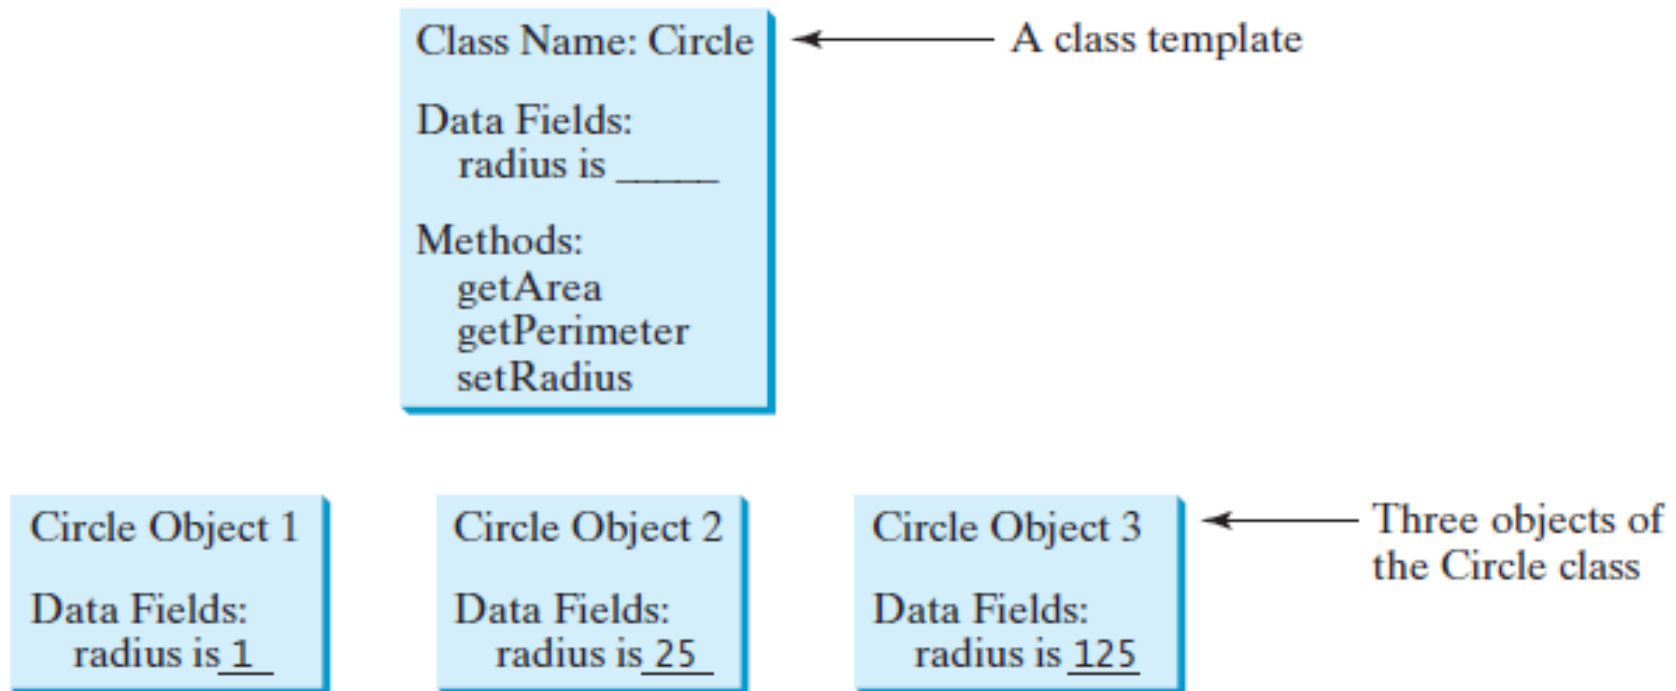 Class Name: Circle
A class template
Data Fields:
radius is _____
Methods:
getArea
getPerimeter
setRadius
Circle Object 1
Data Fields:
radius is 1
Circle Object 2
Data Fields:
radius is 25
Circle Object 3
Data Fields:
radius is 125
Three objects of
the Circle class